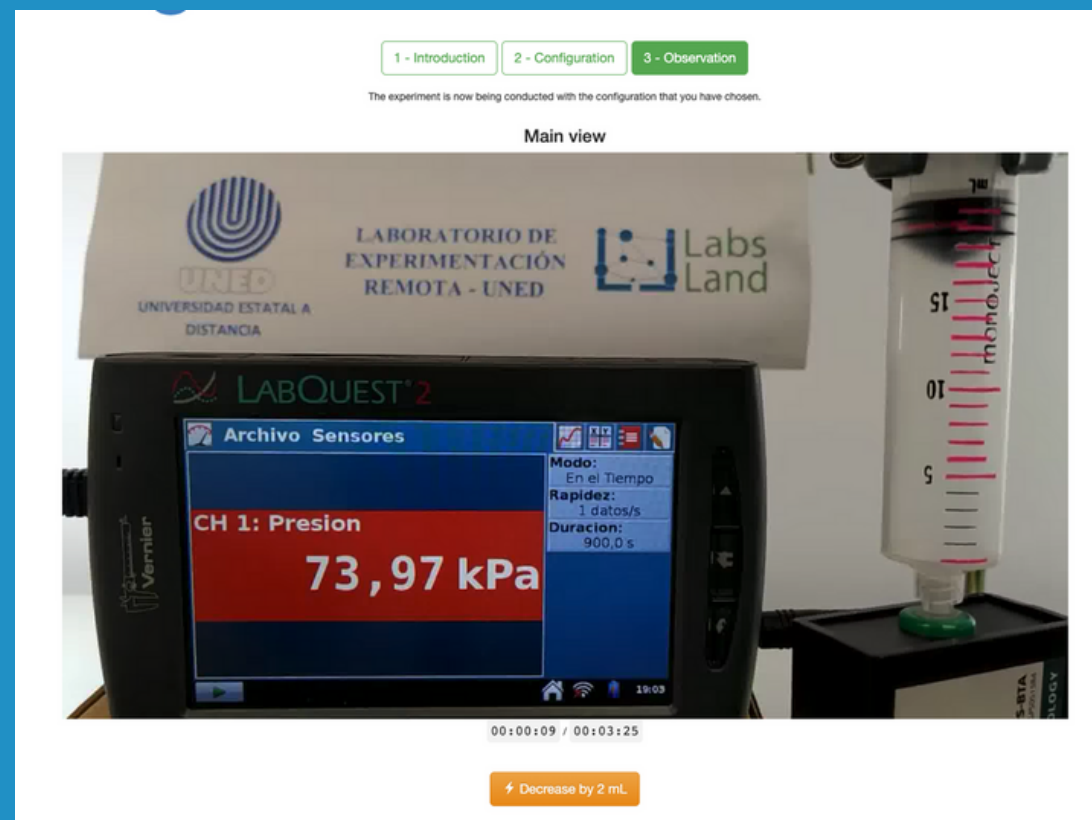 1 - Introduction
2 - Configuration
3 - Observation
The experiment is now being conducted with the configuration that you have chosen.
Main view
UNED
UNIVERSIDAD ESTATAL A
DISTANCIA
LABORATORIO DE
EXPERIMENTACIÓN
REMOTA - UNED
Labs
Land
LABQUEST 2
Archivo Sensores
Modo:
En el Tiempo
Rapidez:
1 datos/s
Duracion:
900,0 s
CH 1: Presion
73,97 kPa
19:03
Vernier
mL
15
10
5
monoject
S-BTA
OLOGY
00:00:09 / 00:03:25
Decrease by 2 mL